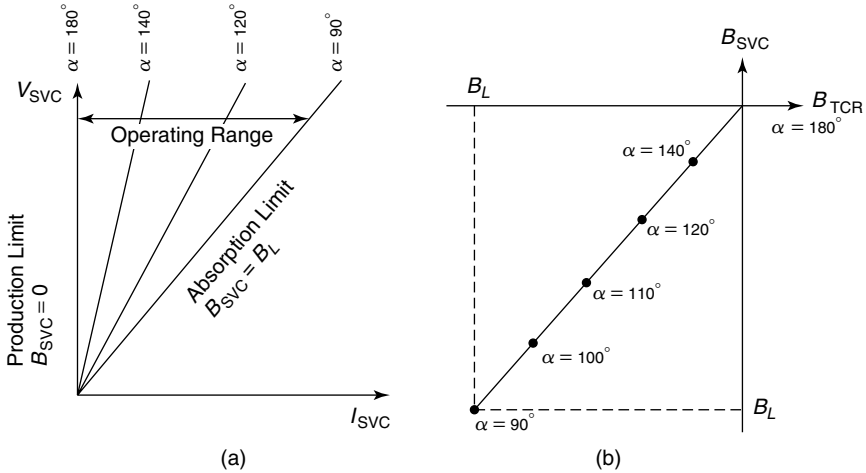 α = 180°
α = 140°
α = 120°
α = 90°
V_SVC
Operating Range
Production Limit
B_SVC = 0
Absorption Limit
B_SVC = B_L
I_SVC
(a)
B_SVC
B_L
B_TCR
α = 180°
α = 140°
α = 120°
α = 110°
α = 100°
α = 90°
B_L
(b)